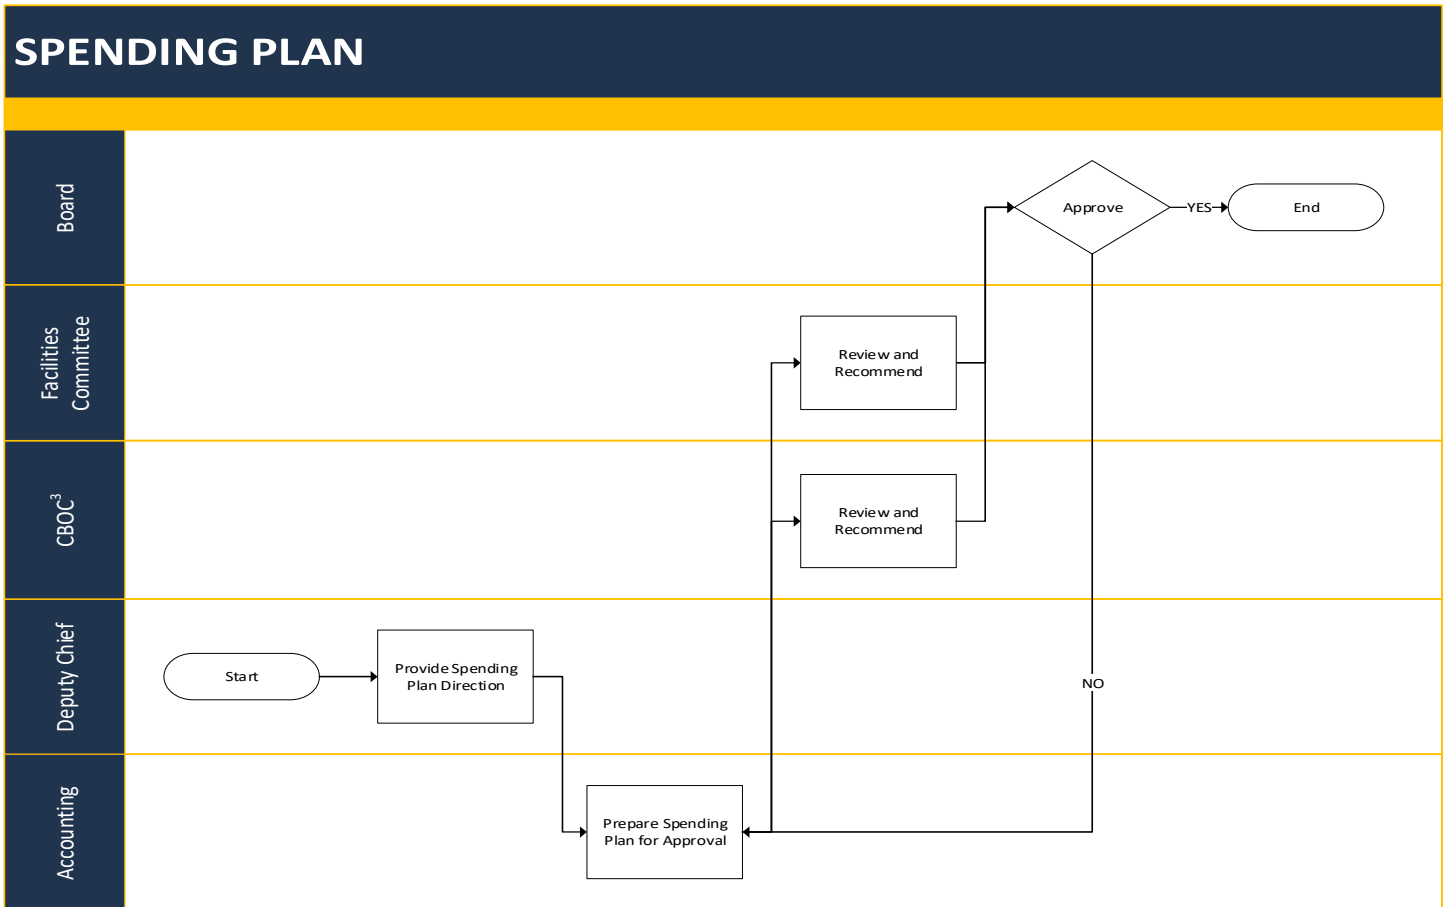 SPENDING PLAN
Board
Approve
YES
End
Facilities
Committee
Review and
Recommend
CBOC³
Review and
Recommend
Deputy Chief
Start
Provide Spending
Plan Direction
NO
Accounting
Prepare Spending
Plan for Approval